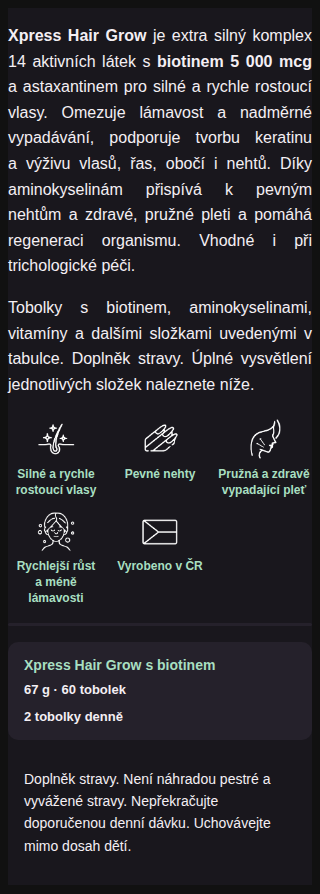 Xpress Hair Grow je extra silný komplex
14 aktivních látek s biotinem 5 000 mcg
a astaxantinem pro silné a rychle rostoucí
vlasy. Omezuje lámavost a nadměrné
vypadávání, podporuje tvorbu keratinu
a výživu vlasů, řas, obočí i nehtů. Díky
aminokyselinám přispívá k pevným
nehtům a zdravé, pružné pleti a pomáhá
regeneraci organismu. Vhodné i při
trichologické péči.
Tobolky s biotinem, aminokyselinami,
vitamíny a dalšími složkami uvedenými v
tabulce. Doplněk stravy. Úplné vysvětlení
jednotlivých složek naleznete níže.
Silné a rychle
rostoucí vlasy
Pevné nehty
Pružná a zdravě
vypadající pleť
Rychlejší růst
a méně
lámavosti
Vyrobeno v ČR
Xpress Hair Grow s biotinem
67 g · 60 tobolek
2 tobolky denně
Doplněk stravy. Není náhradou pestré a
vyvážené stravy. Nepřekračujte
doporučenou denní dávku. Uchovávejte
mimo dosah dětí.